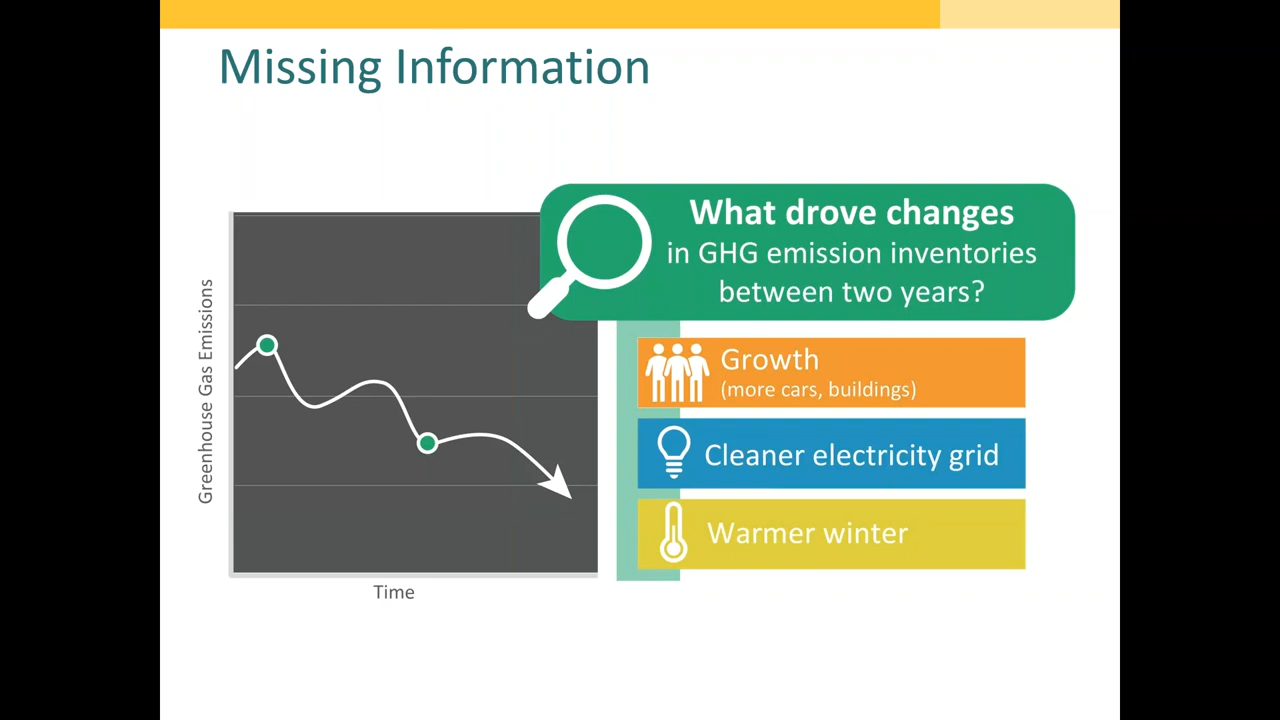 Missing Information
What drove changes
in GHG emission inventories
between two years?
Greenhouse Gas Emissions
Time
Growth
(more cars, buildings)
Cleaner electricity grid
Warmer winter